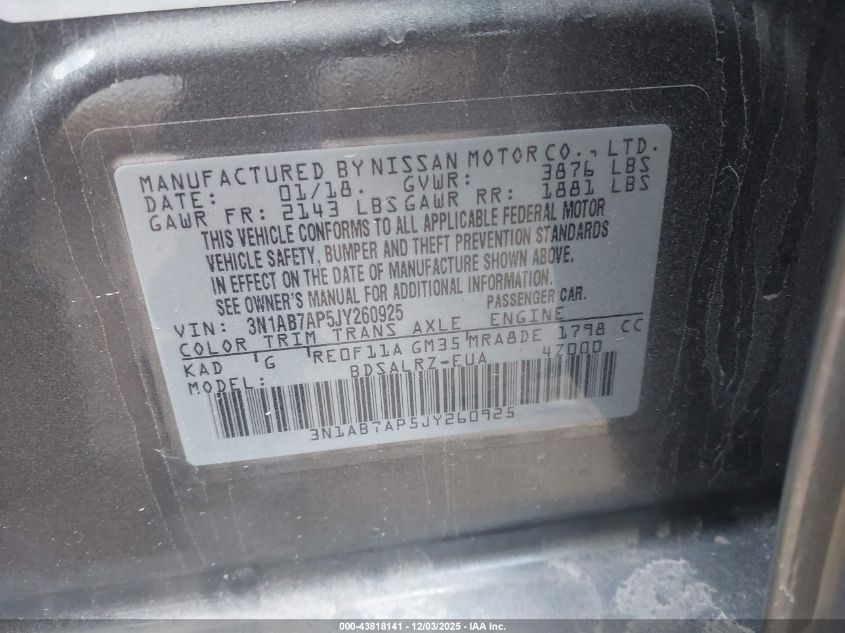 MANUFACTURED BY NISSAN MOTOR CO., LTD.
DATE: 01/18. GVWR: 3876 LBS
GAWR FR: 2143 LBS GAWR RR: 1881 LBS
THIS VEHICLE CONFORMS TO ALL APPLICABLE FEDERAL MOTOR
VEHICLE SAFETY, BUMPER AND THEFT PREVENTION STANDARDS
IN EFFECT ON THE DATE OF MANUFACTURE SHOWN ABOVE.
SEE OWNER'S MANUAL FOR ADDITIONAL INFORMATION.
VIN: 3N1AB7AP5JY260925 PASSENGER CAR.
COLOR TRIM TRANS AXLE ENGINE
KAD G RE0F11A GM35 MRA8DE 1798 CC
MODEL: BDSALRZ-EUA 4Z000
3N1AB7AP5JY260925
000-43818141 - 12/03/2025 - IRSUS.COM